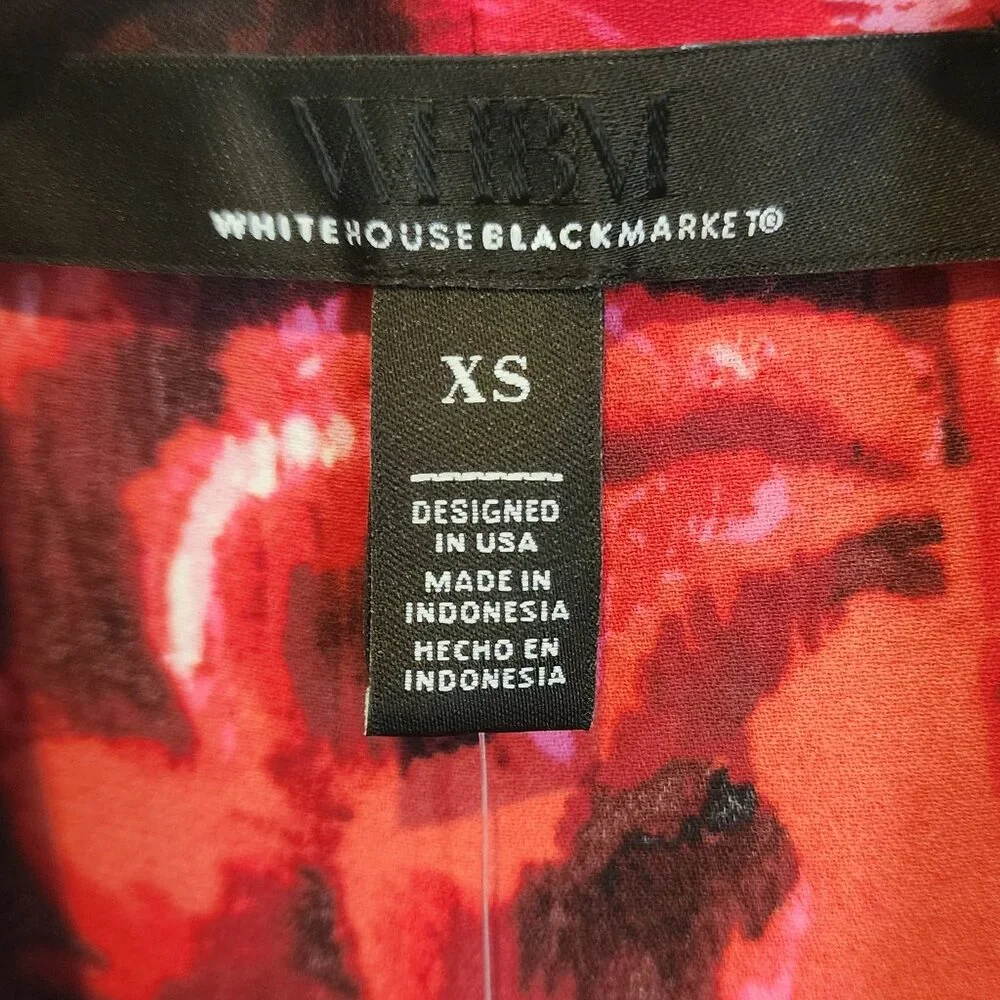 WHBM
WHITEHOUSEBLACKMARKET®
XS
DESIGNED
IN USA
MADE IN
INDONESIA
HECHO EN
INDONESIA